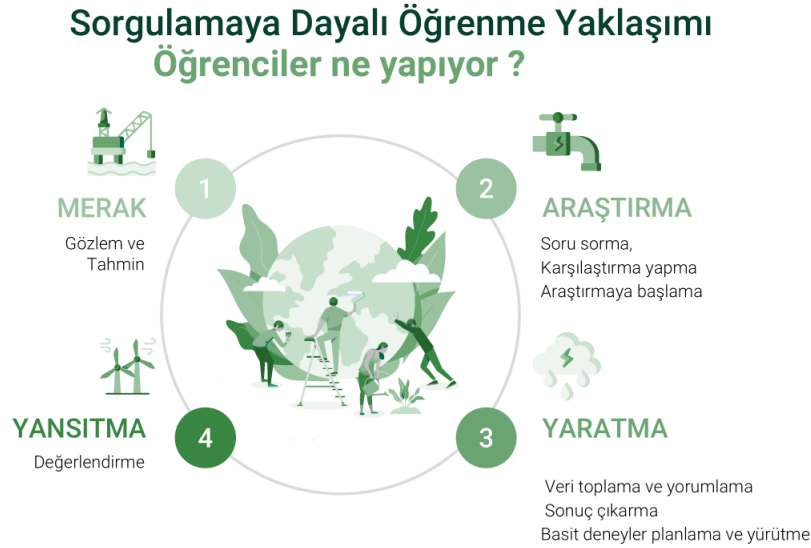 Sorgulamaya Dayalı Öğrenme Yaklaşımı
Öğrenciler ne yapıyor ?
1
MERAK
Gözlem ve
Tahmin
2
ARAŞTIRMA
Soru sorma,
Karşılaştırma yapma
Araştırmaya başlama
3
YARATMA
Veri toplama ve yorumlama
Sonuç çıkarma
Basit deneyler planlama ve yürütme
4
YANSITMA
Değerlendirme